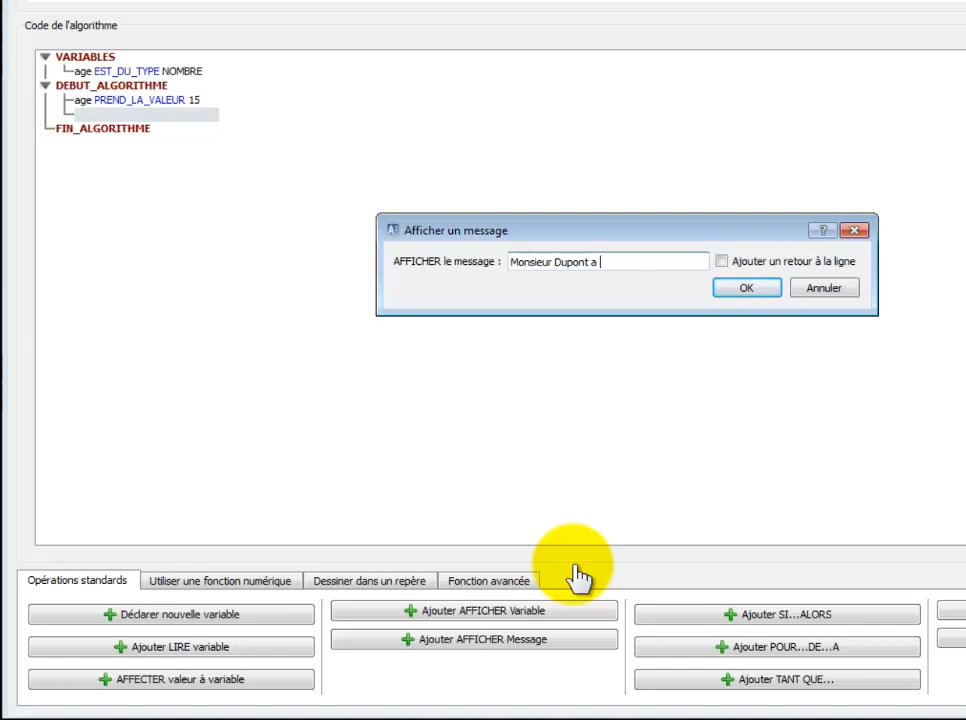 Code de l'algorithme
VARIABLES
age EST_DU_TYPE NOMBRE
DEBUT_ALGORITHME
age PREND_LA_VALEUR 15
FIN_ALGORITHME
Afficher un message
?
AFFICHER le message : Monsieur Dupont a Ajouter un retour à la ligne
OK Annuler
Opérations standards Utiliser une fonction numérique Dessiner dans un repère Fonction avancée
Déclarer nouvelle variable Ajouter AFFICHER Variable Ajouter SI...ALORS
Ajouter LIRE variable Ajouter AFFICHER Message Ajouter POUR...DE...A
AFFECTER valeur à variable Ajouter TANT QUE...